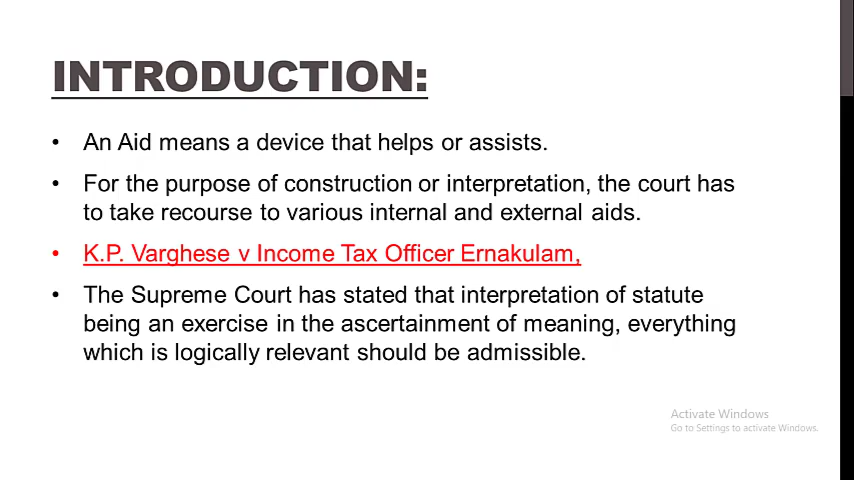 INTRODUCTION:
• An Aid means a device that helps or assists.
• For the purpose of construction or interpretation, the court has
to take recourse to various internal and external aids.
• K.P. Varghese v Income Tax Officer Ernakulam,
• The Supreme Court has stated that interpretation of statute
being an exercise in the ascertainment of meaning, everything
which is logically relevant should be admissible.
Activate Windows
Go to Settings to activate Windows.